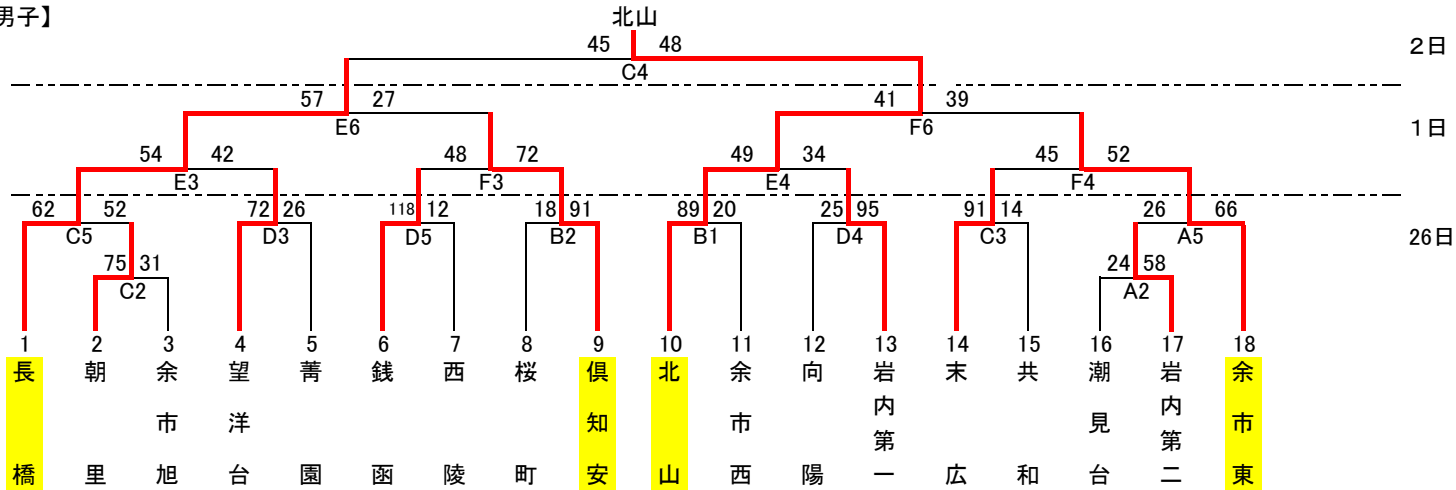 男子】
北山
45 48 2日
C4
57 27 41 39
E6 F6 1日
54 42 48 72 49 34 45 52
E3 F3 E4 F4
62 52 72 26 118 12 18 91 89 20 25 95 91 14 26 66
C5 D3 D5 B2 B1 D4 C3 A5 26日
75 31 24 58
C2 A2
1 2 3 4 5 6 7 8 9 10 11 12 13 14 15 16 17 18
長橋
朝里
余市旭
望洋台
菁園
銭函
西陵
桜町
倶知安
北山
余市西
向陽
岩内第一
末広
共和
潮見台
岩内第二
余市東